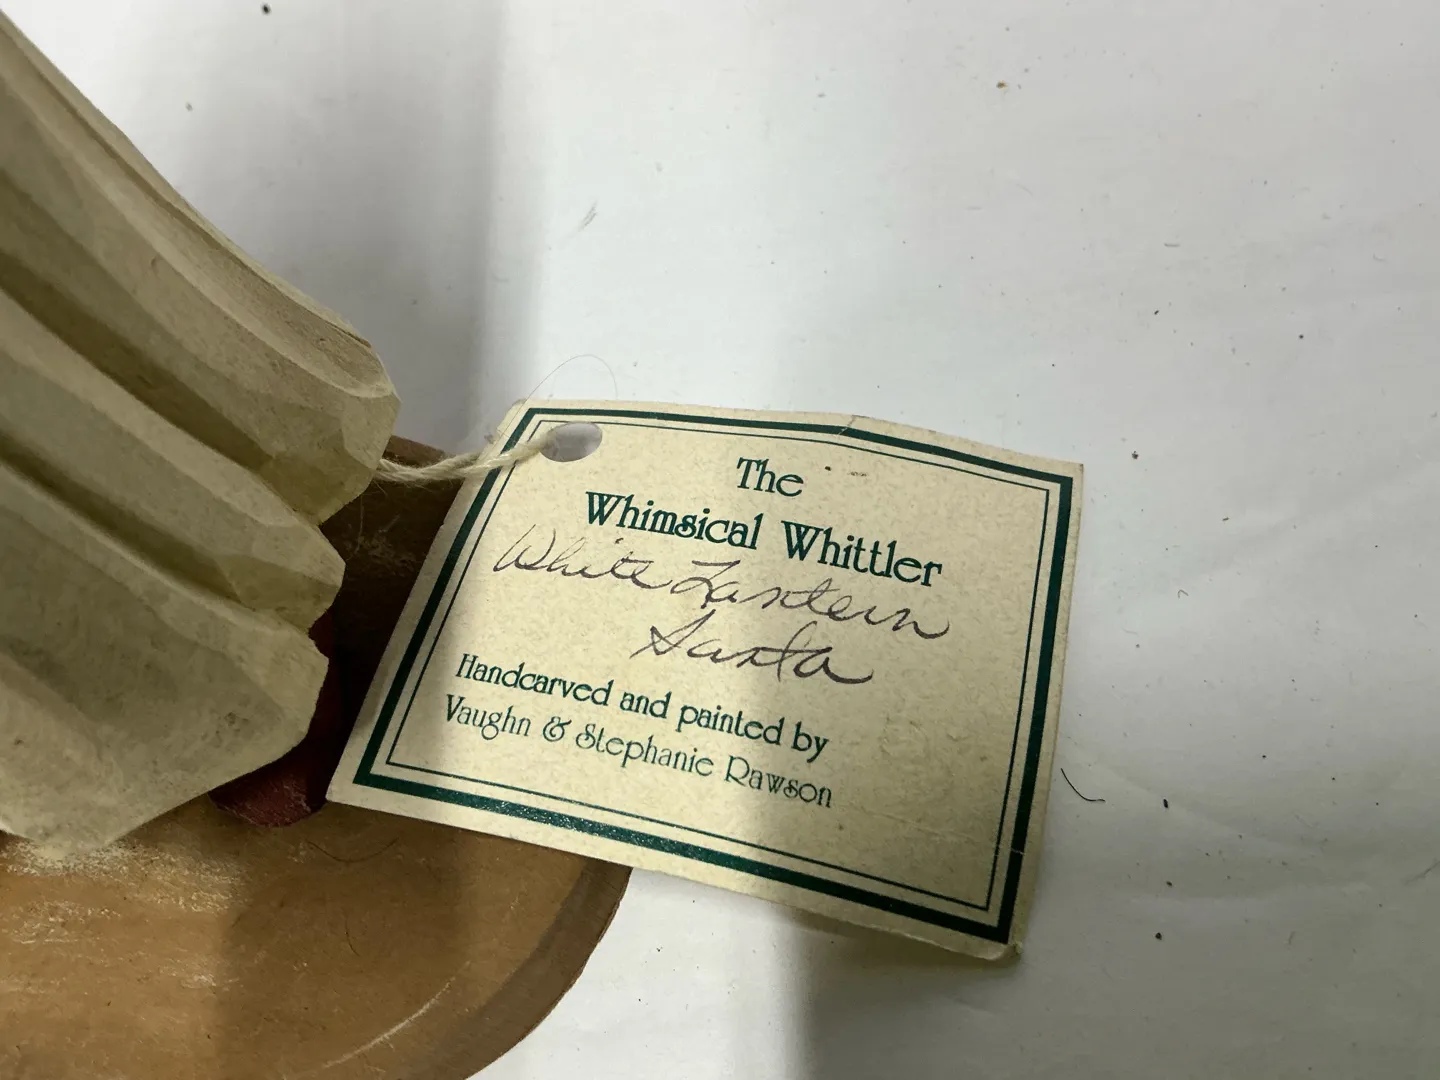 The
Whimsical Whittler
White Lantern
Santa
Handcarved and painted by
Vaughn & Stephanie Rawson